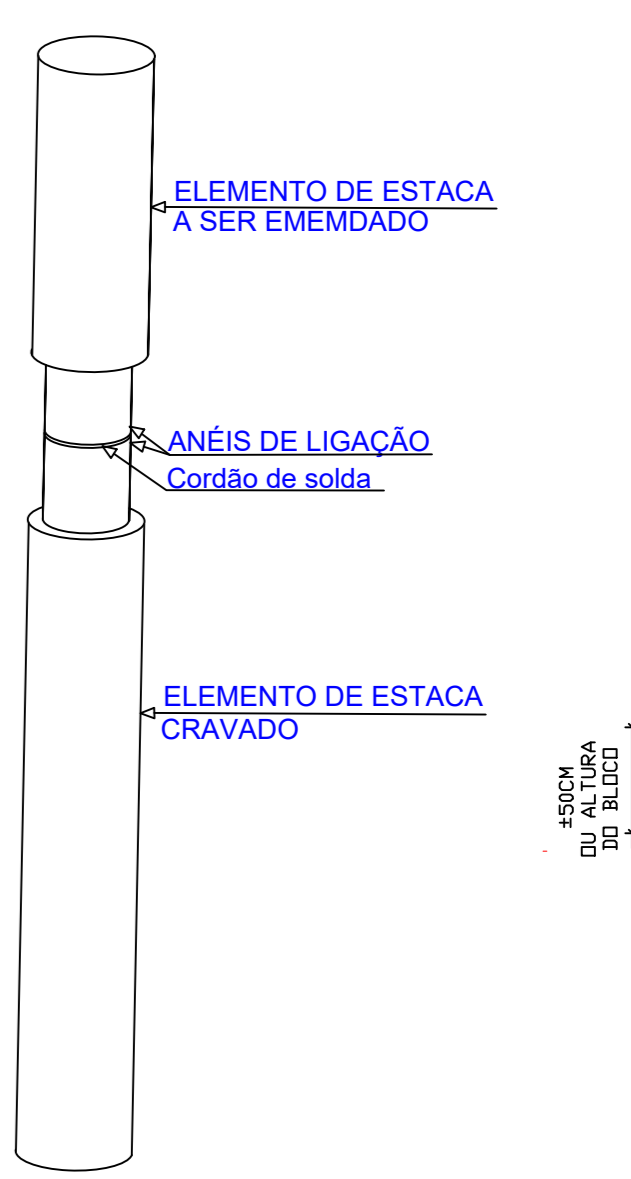 ELEMENTO DE ESTACA
A SER EMEMDADO
ANÉIS DE LIGAÇÃO
Cordão de solda
ELEMENTO DE ESTACA
CRAVADO
±50CM
OU ALTURA
DO BLOCO